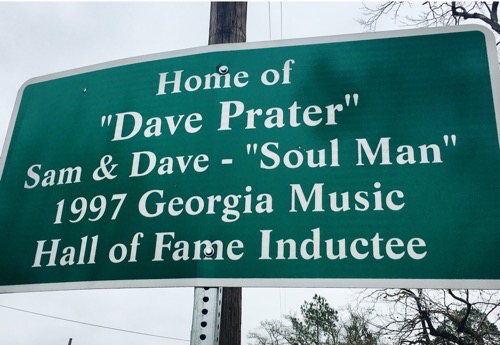 Home of
"Dave Prater"
Sam & Dave - "Soul Man"
1997 Georgia Music
Hall of Fame Inductee